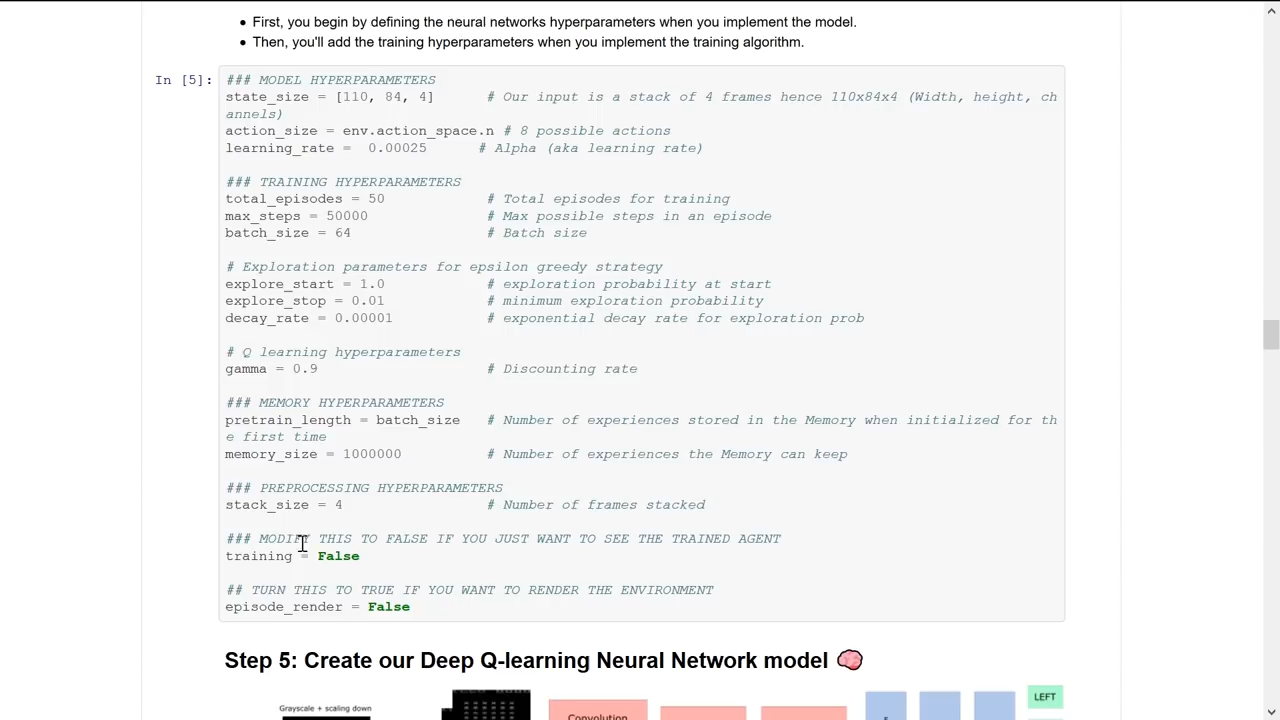 • First, you begin by defining the neural networks hyperparameters when you implement the model.
• Then, you'll add the training hyperparameters when you implement the training algorithm.
In [5]:
### MODEL HYPERPARAMETERS
state_size = [110, 84, 4]      # Our input is a stack of 4 frames hence 110x84x4 (Width, height, ch
annels)
action_size = env.action_space.n # 8 possible actions
learning_rate =  0.00025      # Alpha (aka learning rate)
### TRAINING HYPERPARAMETERS
total_episodes = 50            # Total episodes for training
max_steps = 50000              # Max possible steps in an episode
batch_size = 64                # Batch size
# Exploration parameters for epsilon greedy strategy
explore_start = 1.0            # exploration probability at start
explore_stop = 0.01            # minimum exploration probability
decay_rate = 0.00001           # exponential decay rate for exploration prob
# Q learning hyperparameters
gamma = 0.9                    # Discounting rate
### MEMORY HYPERPARAMETERS
pretrain_length = batch_size   # Number of experiences stored in the Memory when initialized for th
e first time
memory_size = 1000000          # Number of experiences the Memory can keep
### PREPROCESSING HYPERPARAMETERS
stack_size = 4                 # Number of frames stacked
### MODIFY THIS TO FALSE IF YOU JUST WANT TO SEE THE TRAINED AGENT
training = False
## TURN THIS TO TRUE IF YOU WANT TO RENDER THE ENVIRONMENT
episode_render = False
Step 5: Create our Deep Q-learning Neural Network model 🧠
Grayscale + scaling down
Convolution
LEFT